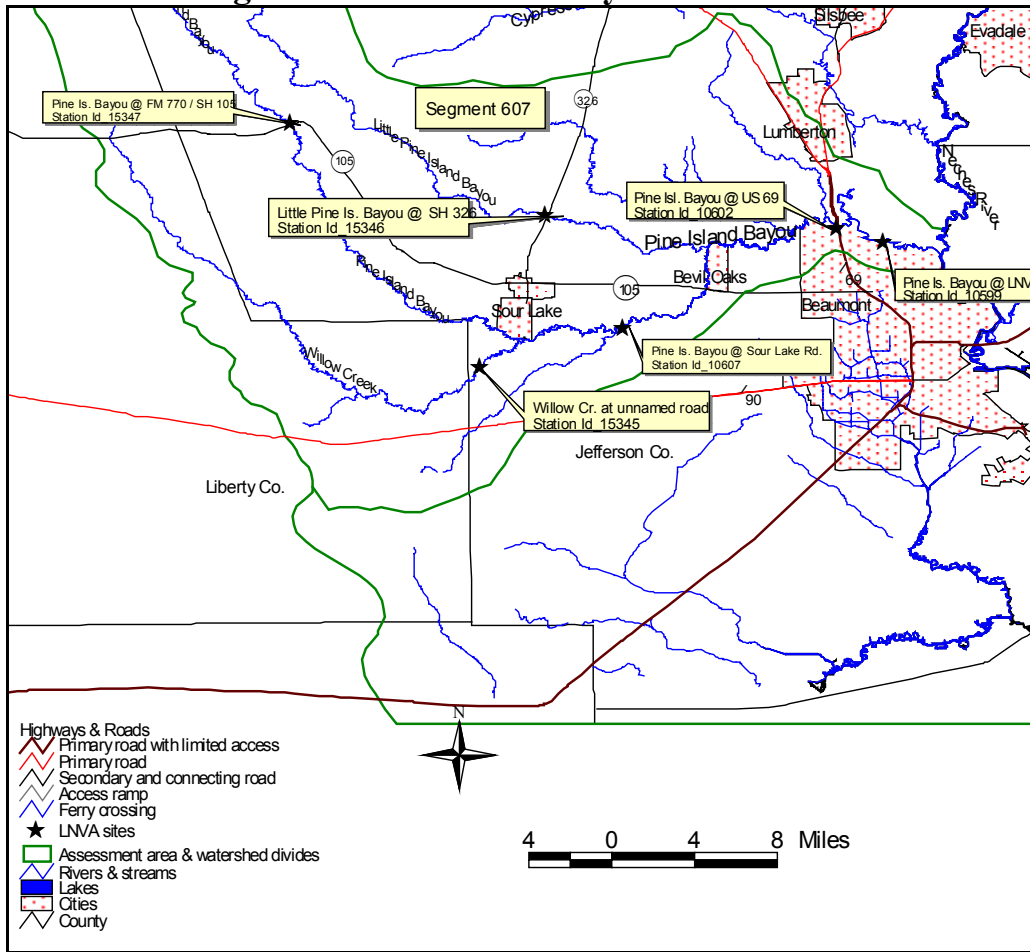 Cypress
Silsbee
Evadale
Bayou
Pine Is. Bayou @ FM 770 / SH 105
Station Id_15347
Segment 607
326
Little Pine Island Bayou
Lumberton
Neches River
105
Little Pine Is. Bayou @ SH 326
Station Id_15346
Pine Isl. Bayou @ US 69
Station Id_10602
Pine Island Bayou
Pine Island Bayou
Bevil Oaks
105
69
Pine Is. Bayou @ LNV
Station Id_10599
Sour Lake
Beaumont
Willow Creek
Pine Is. Bayou @ Sour Lake Rd.
Station Id_10607
Willow Cr. at unnamed road
Station Id_15345
90
Jefferson Co.
Liberty Co.
N
Highways & Roads
Primary road with limited access
Primary road
Secondary and connecting road
Access ramp
Ferry crossing
LNVA sites
Assessment area & watershed divides
Rivers & streams
Lakes
Cities
County
4 0 4 8 Miles